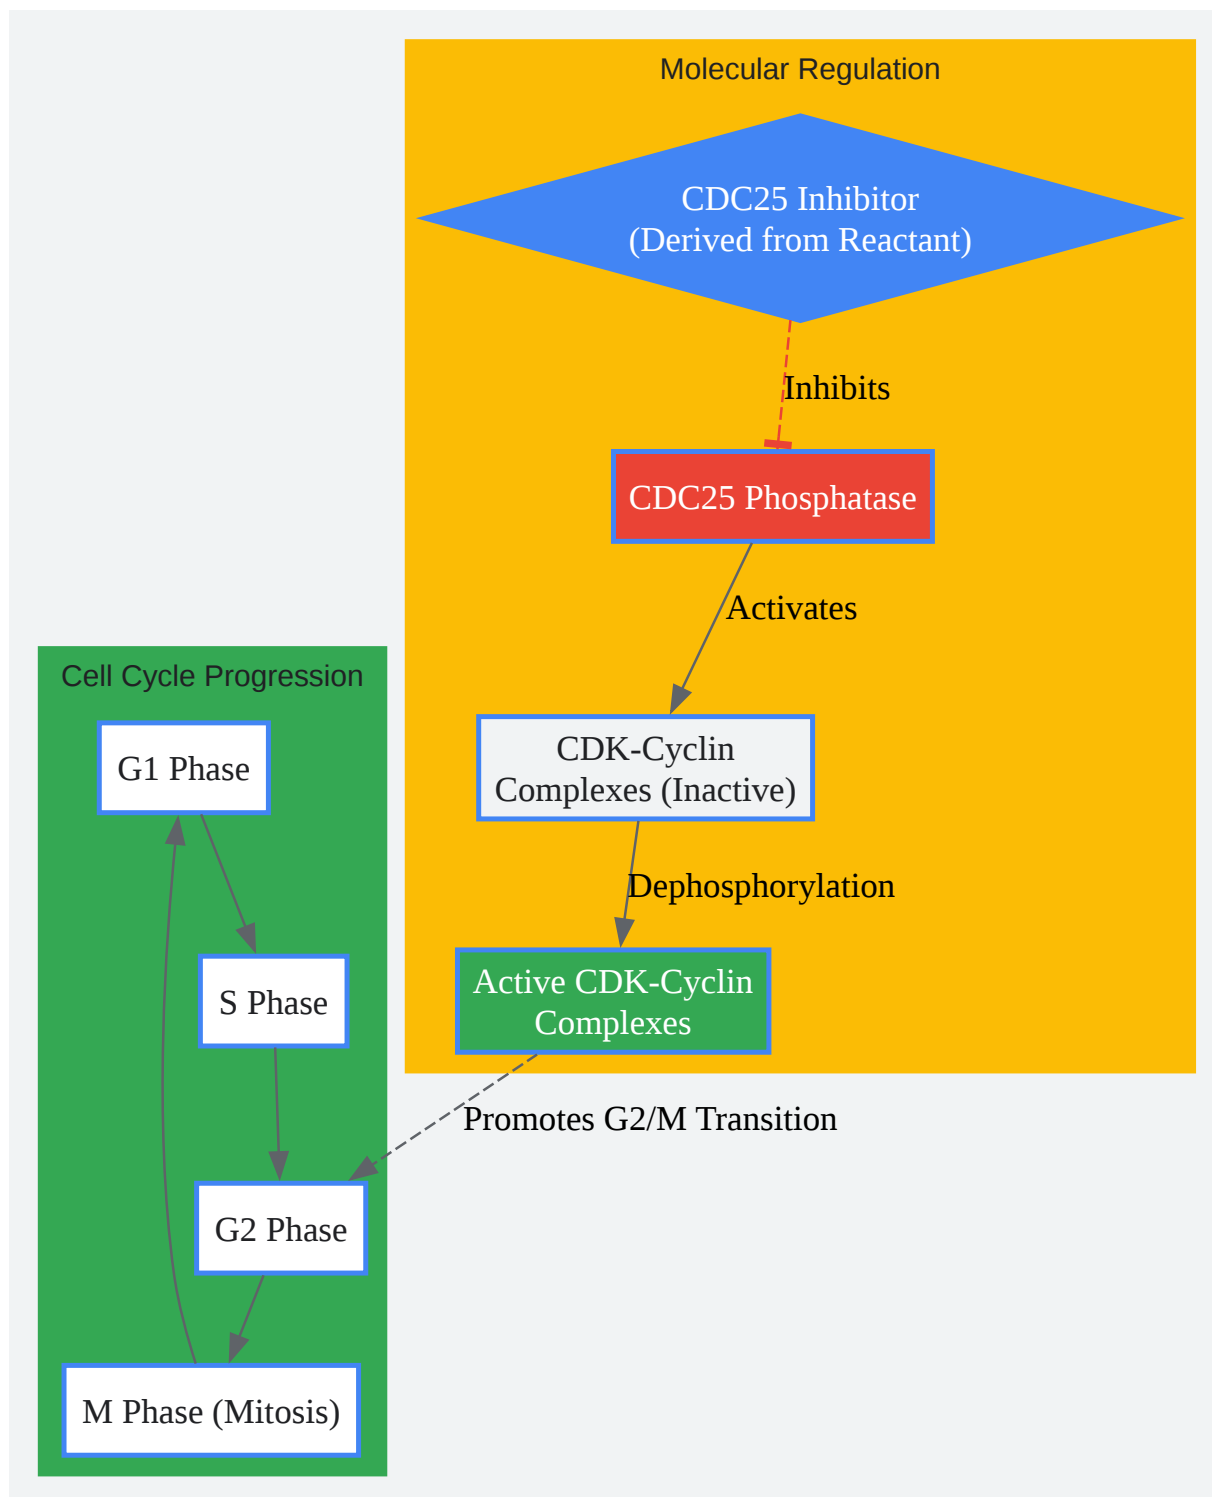 Molecular Regulation
CDC25 Inhibitor
(Derived from Reactant)
Inhibits
CDC25 Phosphatase
Activates
CDK-Cyclin
Complexes (Inactive)
Dephosphorylation
Active CDK-Cyclin
Complexes
Promotes G2/M Transition
Cell Cycle Progression
G1 Phase
S Phase
G2 Phase
M Phase (Mitosis)